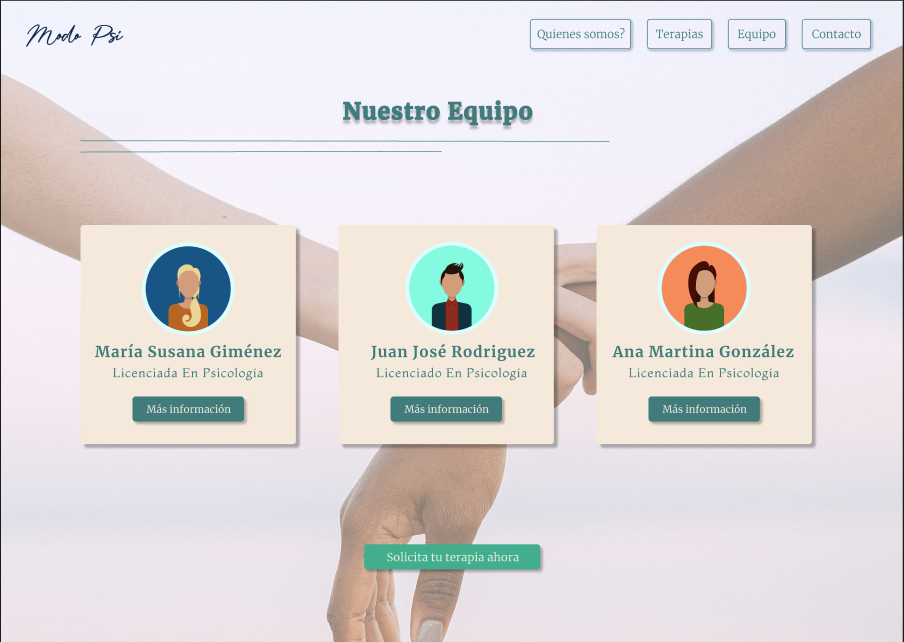 Modo Psi
Quienes somos?
Terapias
Equipo
Contacto
Nuestro Equipo
María Susana Giménez
Licenciada En Psicología
Más información
Juan José Rodriguez
Licenciado En Psicología
Más información
Ana Martina González
Licenciada En Psicología
Más información
Solicita tu terapia ahora